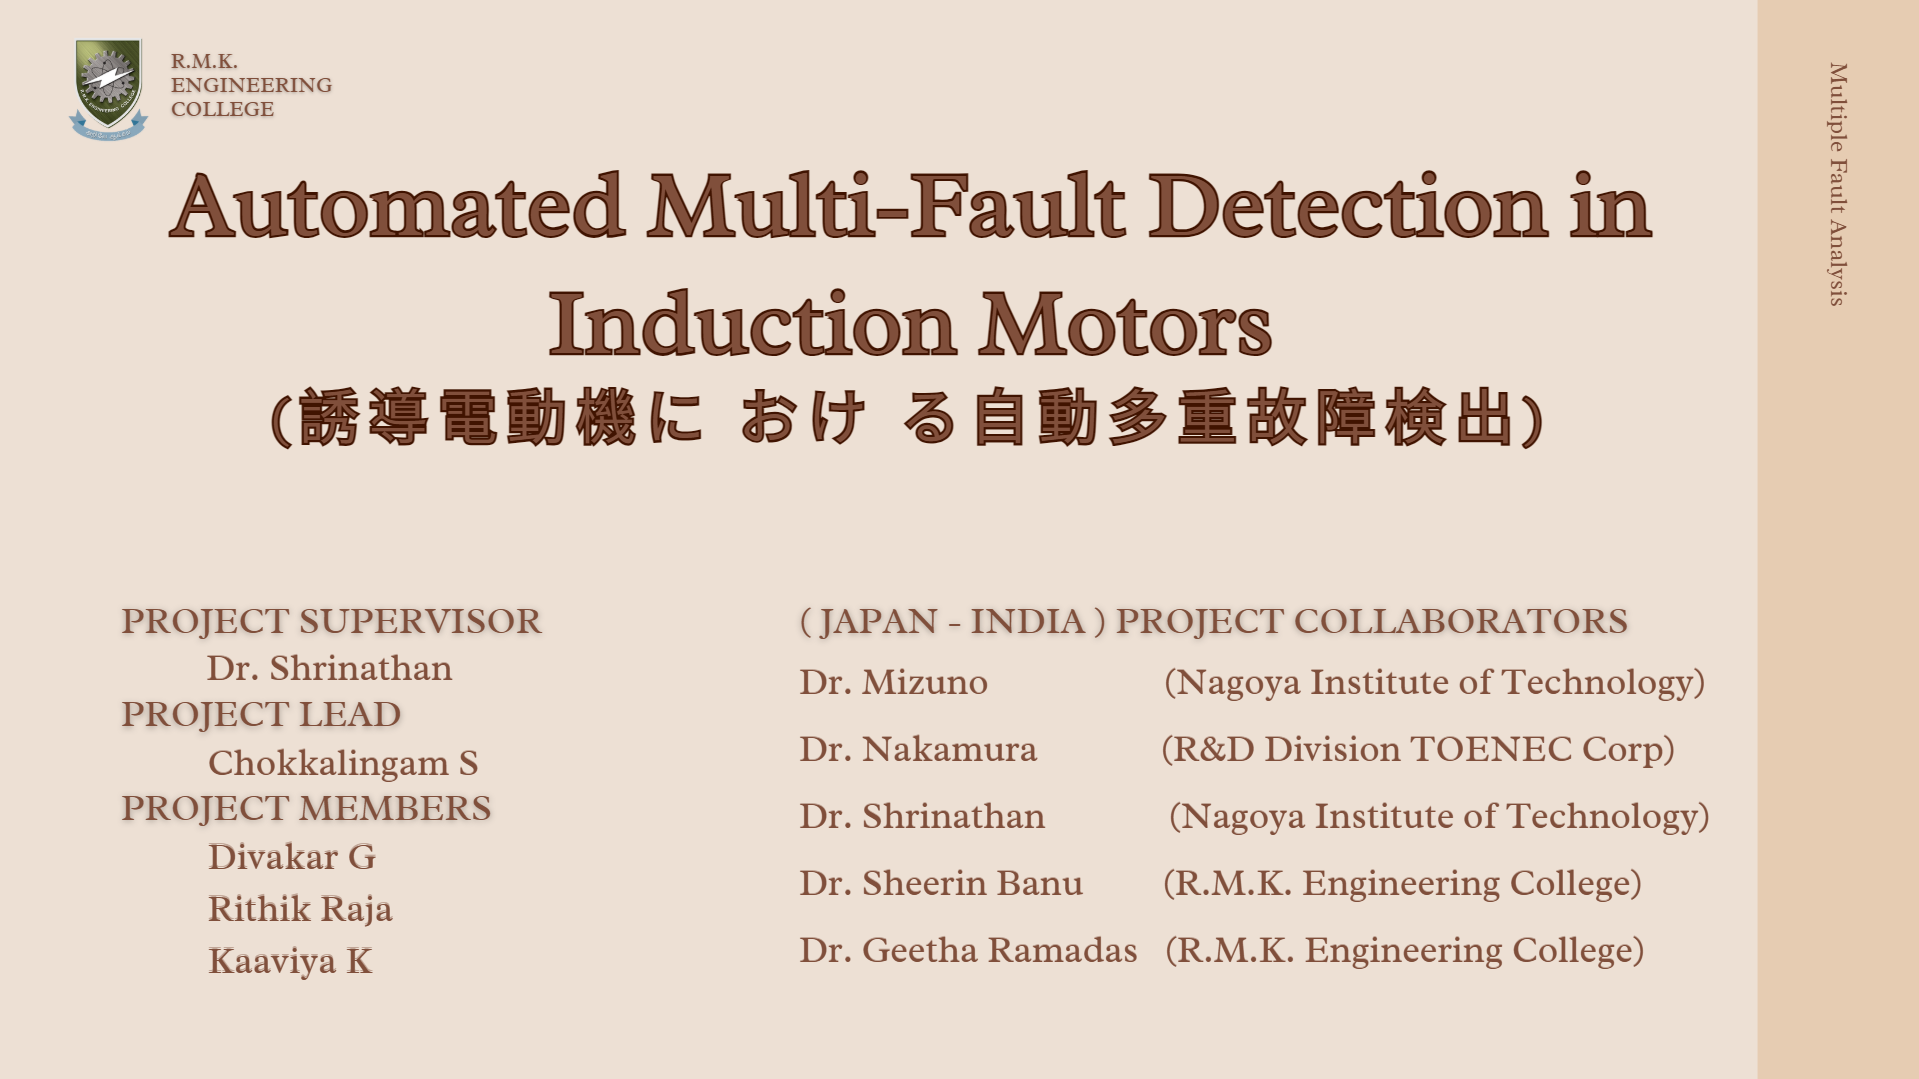 R.M.K.
ENGINEERING
COLLEGE
Multiple Fault Analysis
Automated Multi-Fault Detection in
Induction Motors
(誘導電動機に おけ る自動多重故障検出)
PROJECT SUPERVISOR
Dr. Shrinathan
PROJECT LEAD
Chokkalingam S
PROJECT MEMBERS
Divakar G
Rithik Raja
Kaaviya K
( JAPAN - INDIA ) PROJECT COLLABORATORS
Dr. Mizuno (Nagoya Institute of Technology)
Dr. Nakamura (R&D Division TOENEC Corp)
Dr. Shrinathan (Nagoya Institute of Technology)
Dr. Sheerin Banu (R.M.K. Engineering College)
Dr. Geetha Ramadas (R.M.K. Engineering College)